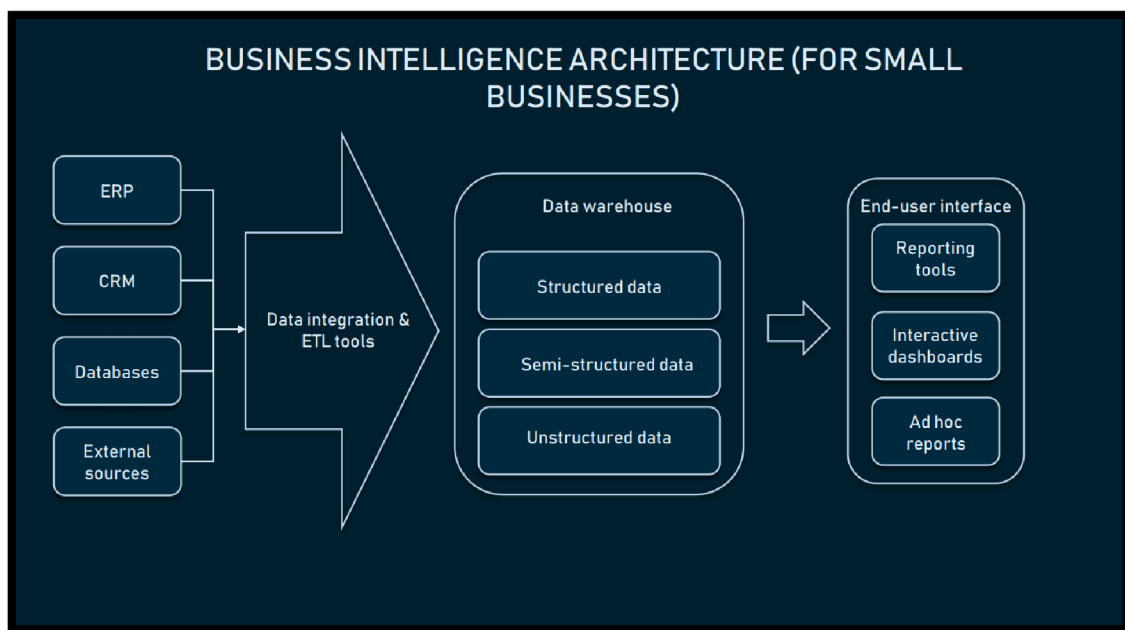 BUSINESS INTELLIGENCE ARCHITECTURE (FOR SMALL
BUSINESSES)
ERP
CRM
Databases
External
sources
Data integration &
ETL tools
Data warehouse
Structured data
Semi-structured data
Unstructured data
End-user interface
Reporting
tools
Interactive
dashboards
Ad hoc
reports